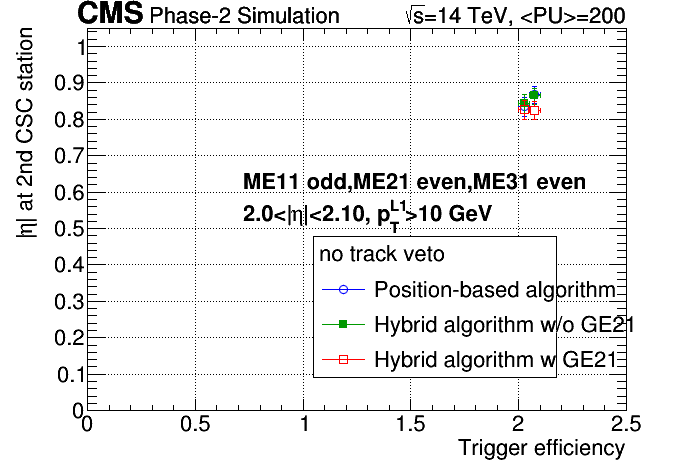 CMS Phase-2 Simulation √s=14 TeV, <PU>=200
|η| at 2nd CSC station
1
0.9
0.8
0.7
0.6
0.5
0.4
0.3
0.2
0.1
0
ME11 odd,ME21 even,ME31 even
2.0<|η|<2.10, p_T^L1>10 GeV
no track veto
Position-based algorithm
Hybrid algorithm w/o GE21
Hybrid algorithm w GE21
0 0.5 1 1.5 2 2.5
Trigger efficiency